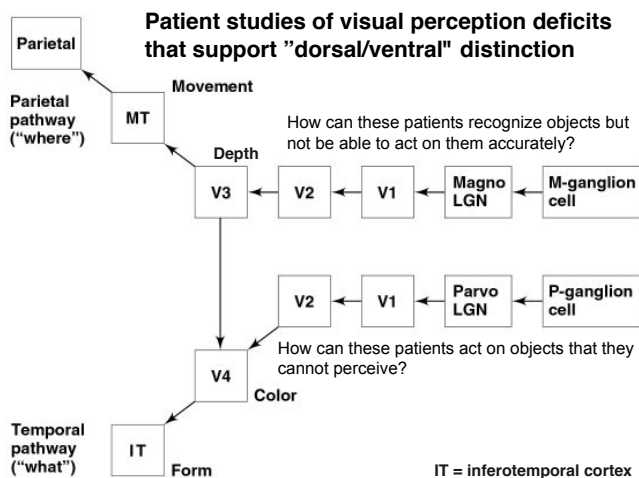 Patient studies of visual perception deficits
that support ”dorsal/ventral" distinction
Parietal
Movement
Parietal
pathway
(“where”)
MT
How can these patients recognize objects but
not be able to act on them accurately?
Depth
V3
V2
V1
Magno
LGN
M-ganglion
cell
V2
V1
Parvo
LGN
P-ganglion
cell
How can these patients act on objects that they
cannot perceive?
V4
Color
Temporal
pathway
(“what”)
IT
Form
IT = inferotemporal cortex